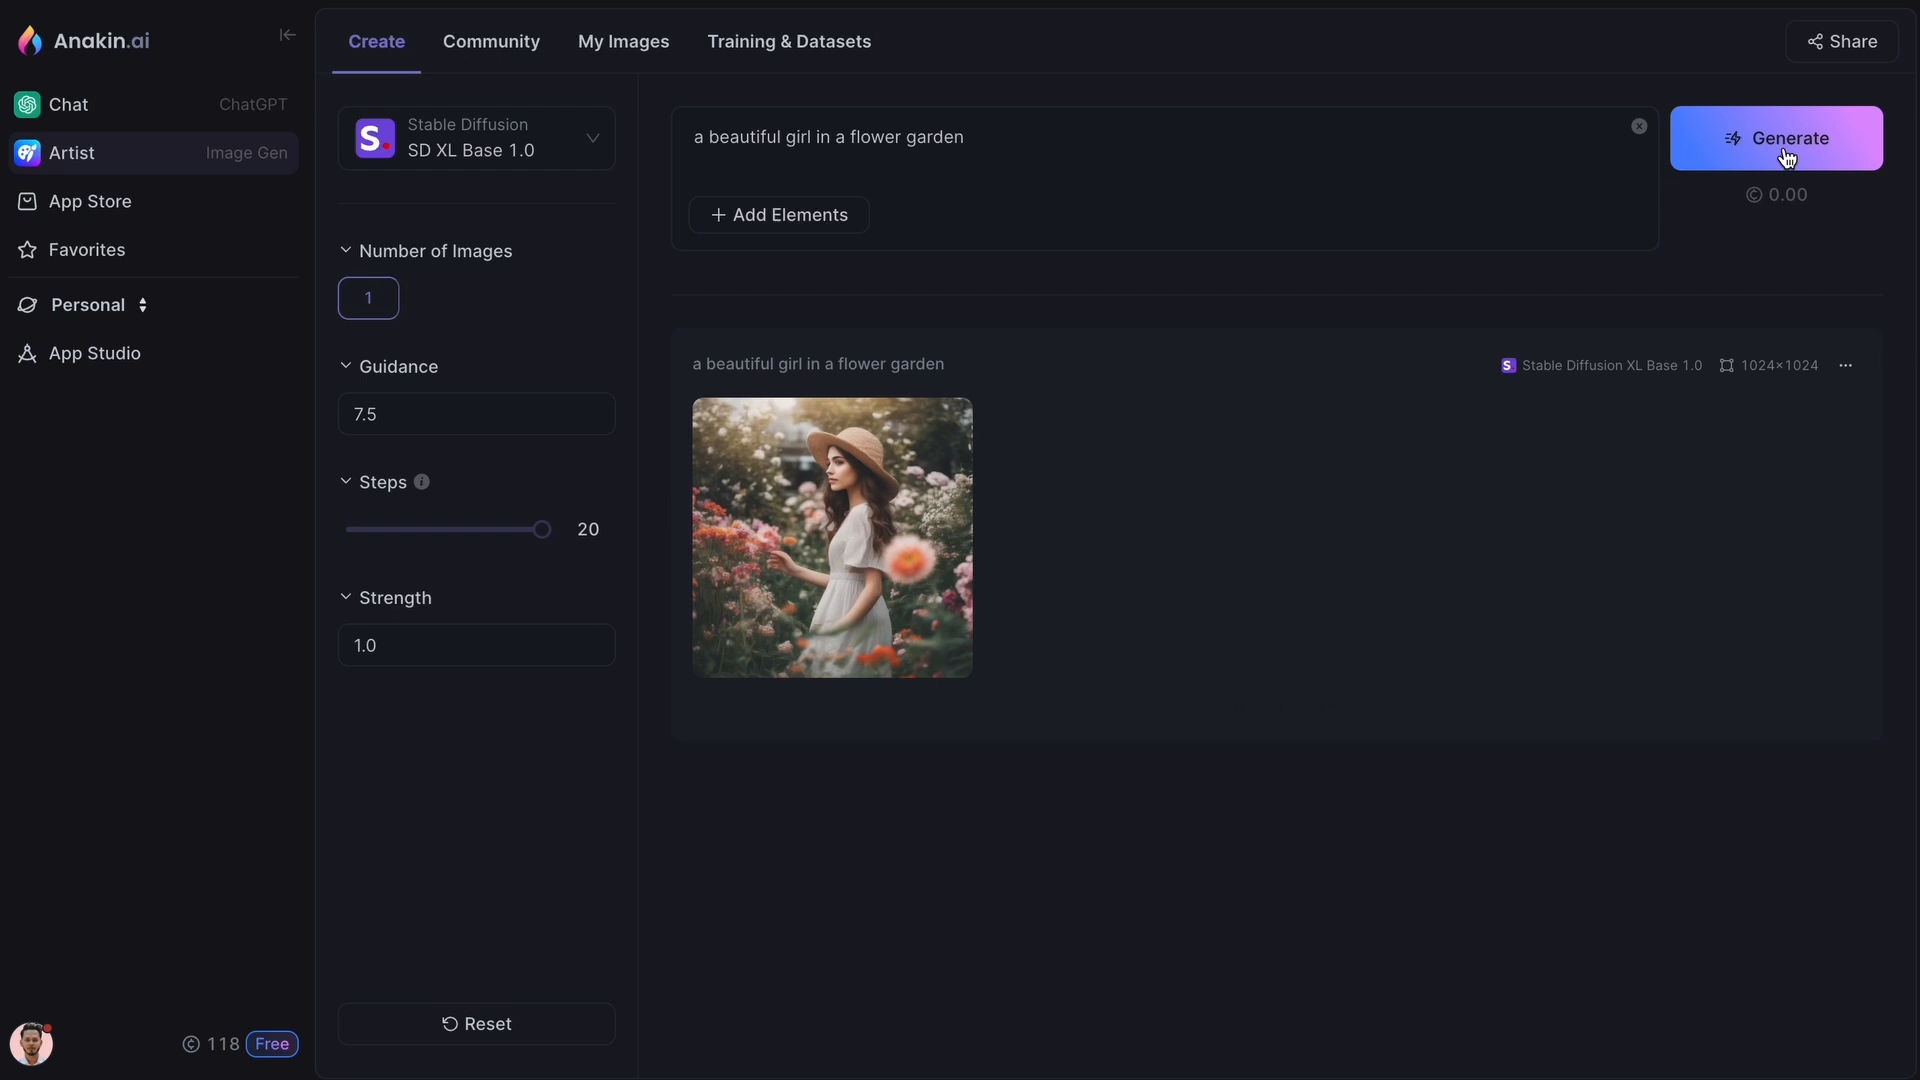 Anakin.ai
Chat ChatGPT
Artist Image Gen
App Store
Favorites
Personal
App Studio
118 Free
Create Community My Images Training & Datasets
Share
S.
Stable Diffusion
SD XL Base 1.0
Number of Images
1
Guidance
7.5
Steps
20
Strength
1.0
Reset
a beautiful girl in a flower garden
+ Add Elements
Generate
0.00
a beautiful girl in a flower garden
S. Stable Diffusion XL Base 1.0 1024×1024 ...